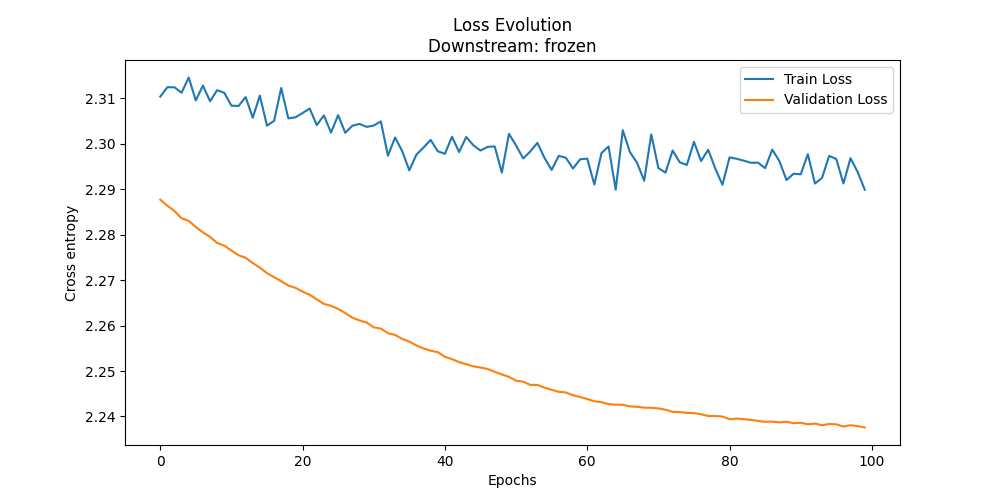 Loss Evolution
Downstream: frozen
Train Loss
Validation Loss
Cross entropy
2.31
2.30
2.29
2.28
2.27
2.26
2.25
2.24
0 20 40 60 80 100
Epochs